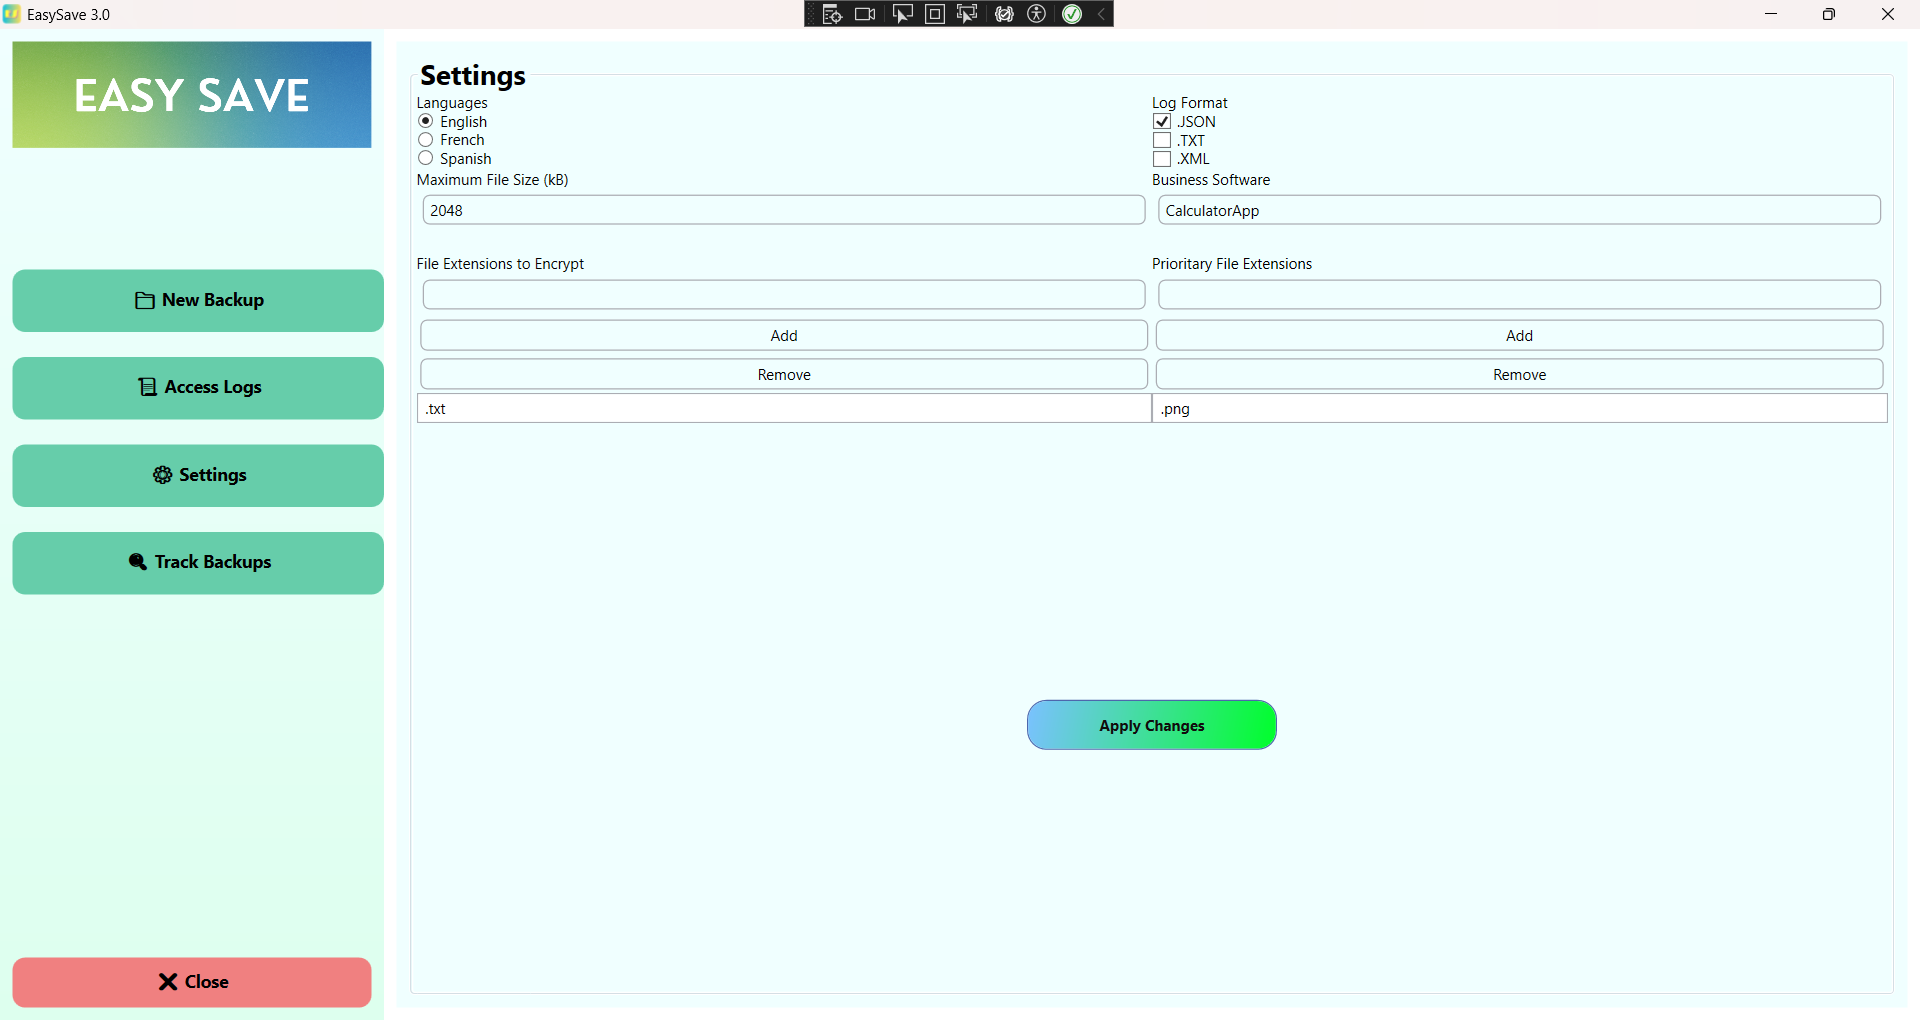 EasySave 3.0
EASY SAVE
New Backup
Access Logs
Settings
Track Backups
Close
Settings
Languages
English
French
Spanish
Maximum File Size (kB)
2048
Log Format
.JSON
.TXT
.XML
Business Software
CalculatorApp
File Extensions to Encrypt
Add
Remove
.txt
Prioritary File Extensions
Add
Remove
.png
Apply Changes